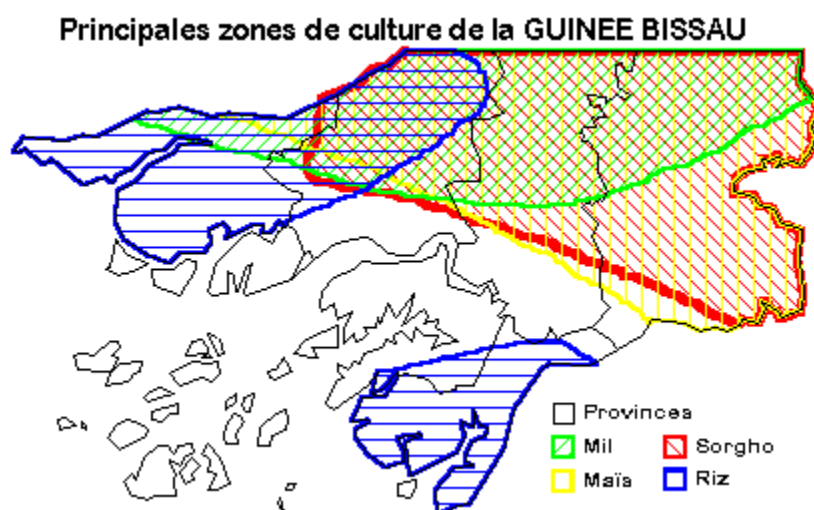 Principales zones de culture de la GUINEE BISSAU
Provinces
Mil
Sorgho
Maïs
Riz